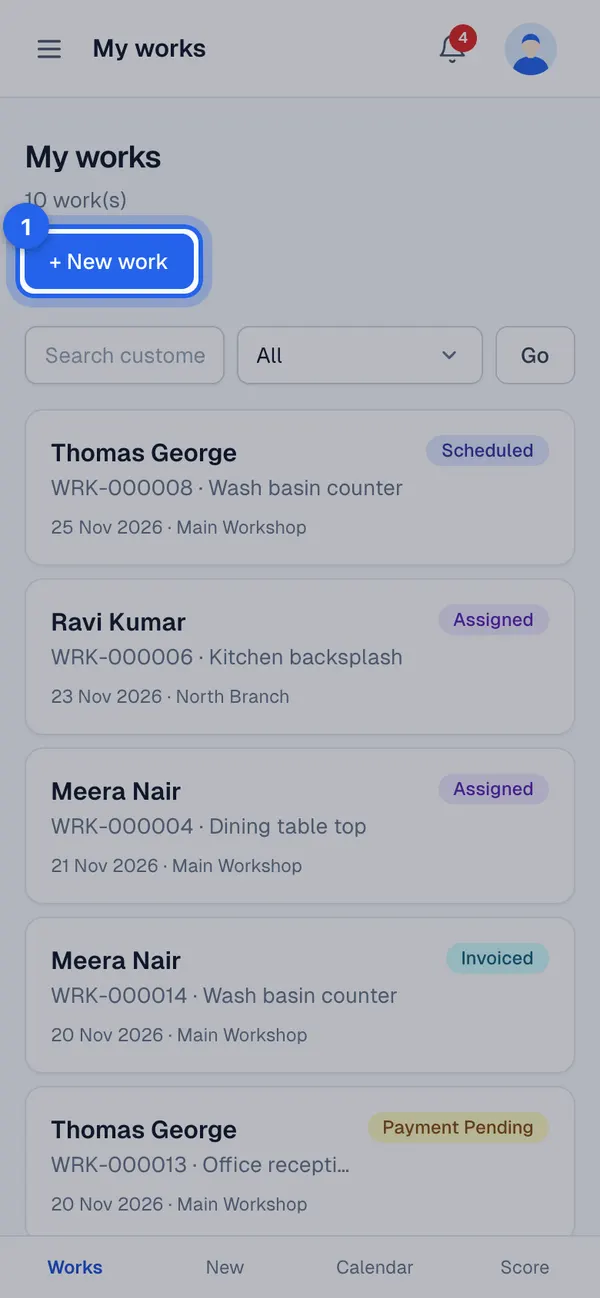 My works
4
My works
10 work(s)
1
+ New work
Search custome
All
Go
Thomas George
Scheduled
WRK-000008 · Wash basin counter
25 Nov 2026 · Main Workshop
Ravi Kumar
Assigned
WRK-000006 · Kitchen backsplash
23 Nov 2026 · North Branch
Meera Nair
Assigned
WRK-000004 · Dining table top
21 Nov 2026 · Main Workshop
Meera Nair
Invoiced
WRK-000014 · Wash basin counter
20 Nov 2026 · Main Workshop
Thomas George
Payment Pending
WRK-000013 · Office recepti...
20 Nov 2026 · Main Workshop
Works
New
Calendar
Score